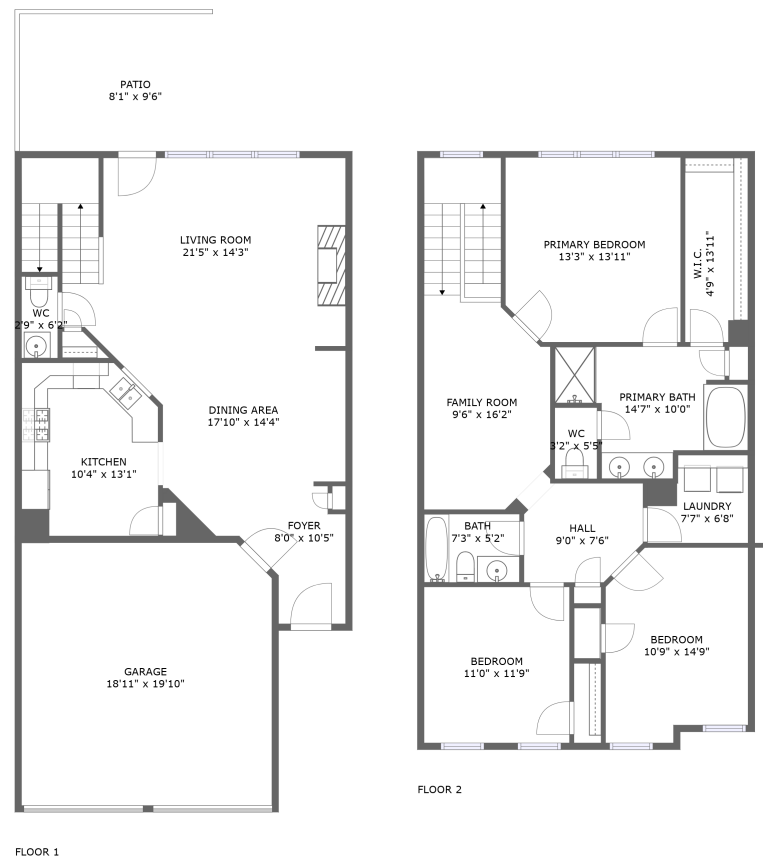 PATIO
8'1" x 9'6"
LIVING ROOM
21'5" x 14'3"
WC
2'9" x 6'2"
DINING AREA
17'10" x 14'4"
KITCHEN
10'4" x 13'1"
FOYER
8'0" x 10'5"
GARAGE
18'11" x 19'10"
FLOOR 1
PRIMARY BEDROOM
13'3" x 13'11"
W.I.C.
4'9" x 13'11"
FAMILY ROOM
9'6" x 16'2"
PRIMARY BATH
14'7" x 10'0"
WC
3'2" x 5'5"
LAUNDRY
7'7" x 6'8"
BATH
7'3" x 5'2"
HALL
9'0" x 7'6"
BEDROOM
11'0" x 11'9"
BEDROOM
10'9" x 14'9"
FLOOR 2